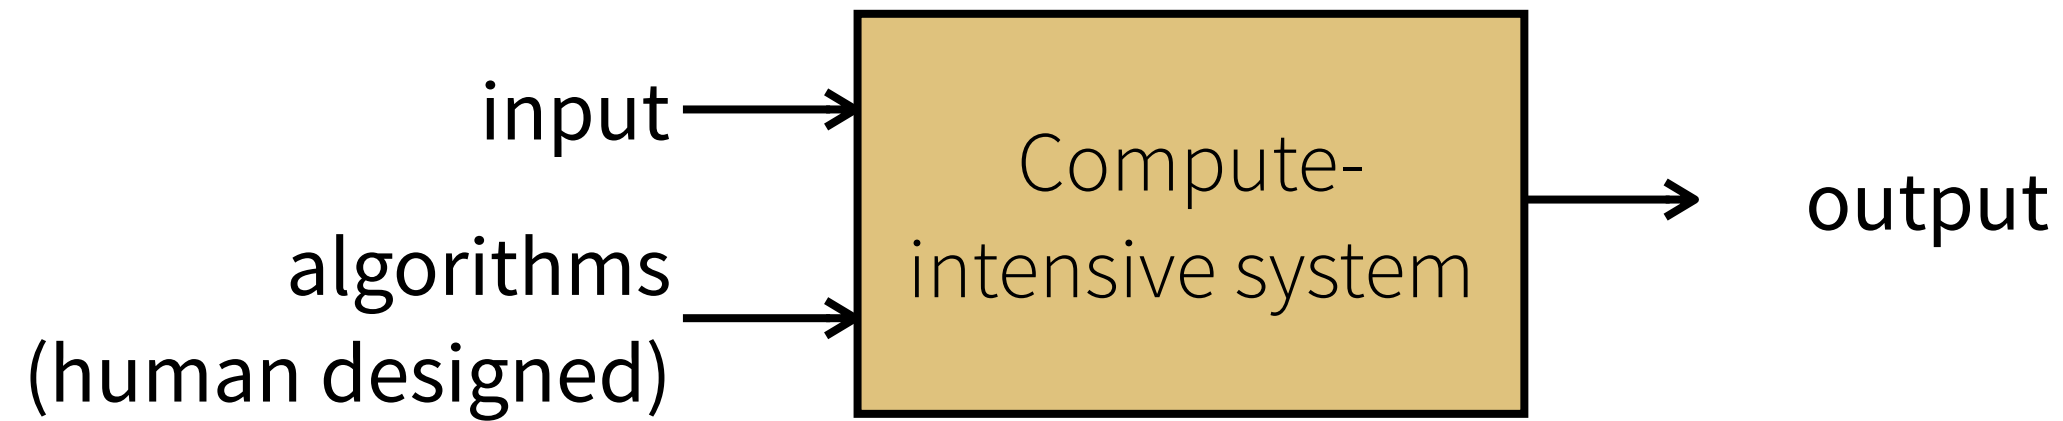 input
algorithms
(human designed)
Compute-
intensive system
output